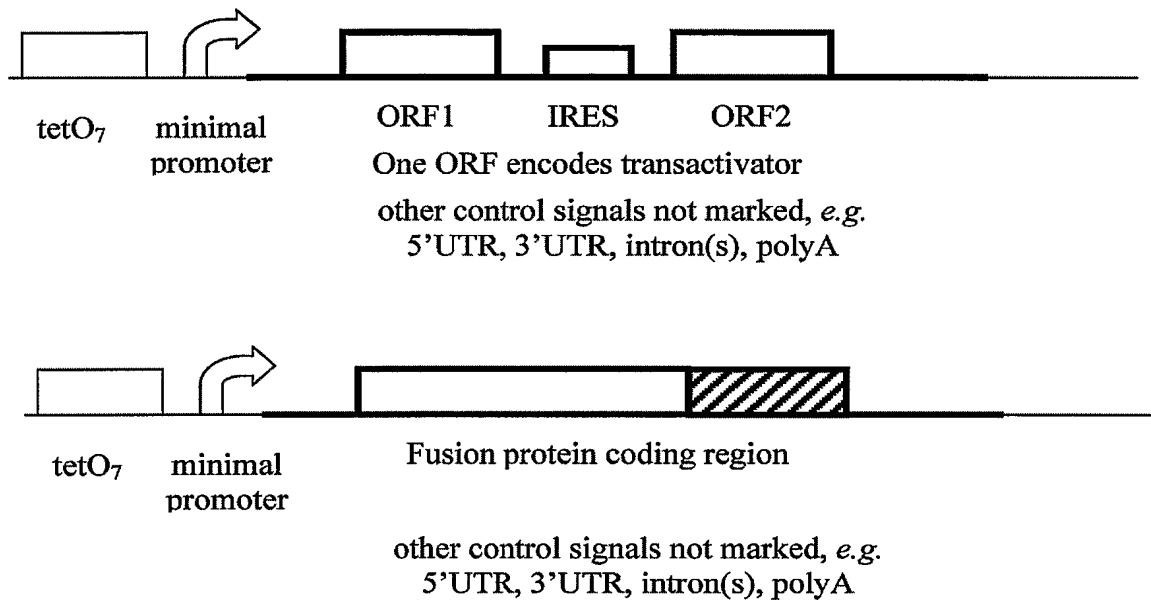 tetO₇ minimal promoter ORF1 IRES ORF2
One ORF encodes transactivator
other control signals not marked, e.g.
5'UTR, 3'UTR, intron(s), polyA
tetO₇ minimal promoter Fusion protein coding region
other control signals not marked, e.g.
5'UTR, 3'UTR, intron(s), polyA